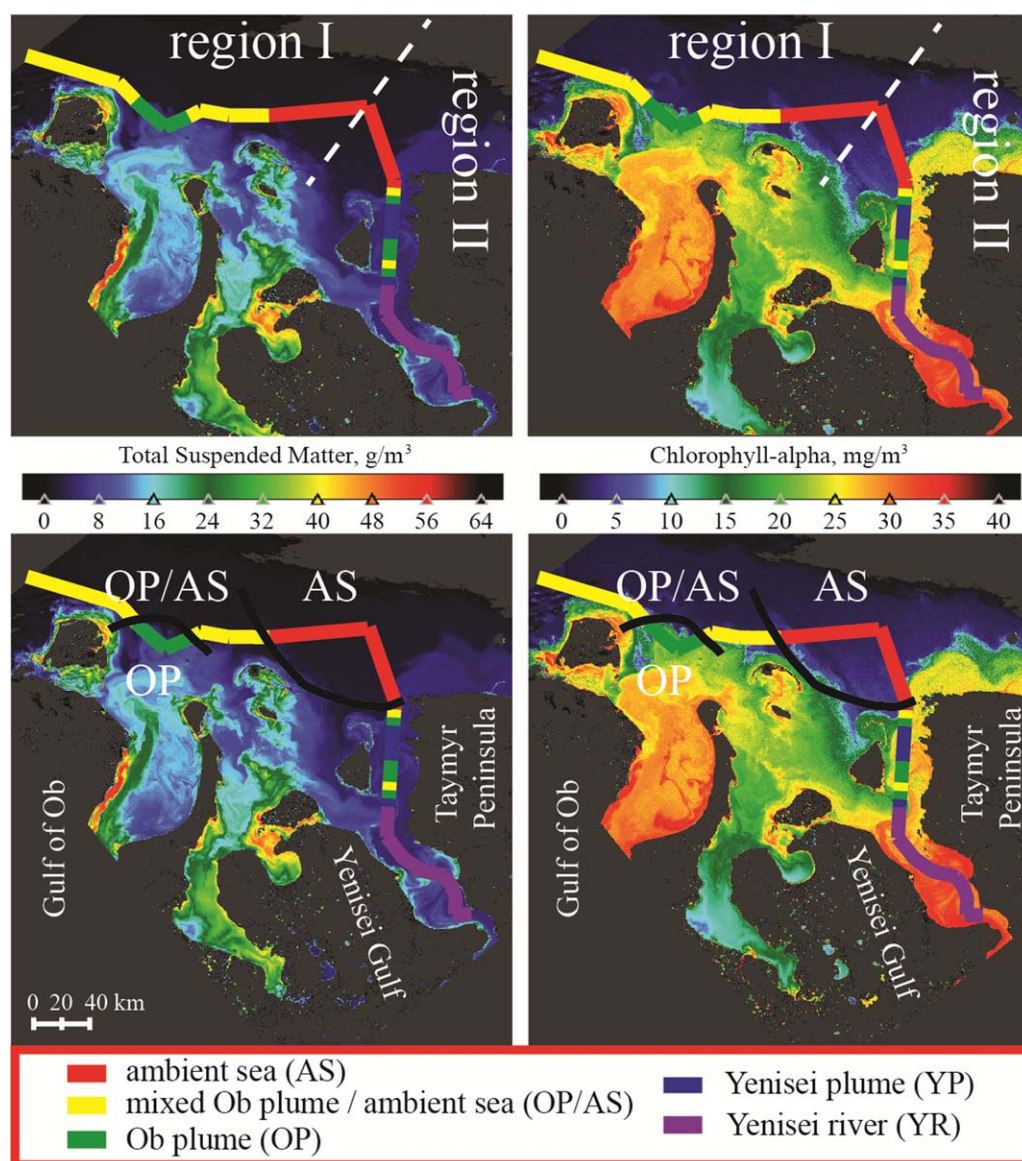 region I
region II
region I
region II
Total Suspended Matter, g/m³
0 8 16 24 32 40 48 56 64
Chlorophyll-alpha, mg/m³
0 5 10 15 20 25 30 35 40
OP/AS AS
OP
Gulf of Ob
Yenisei Gulf
Taymyr
Peninsula
0 20 40 km
OP/AS AS
OP
Gulf of Ob
Yenisei Gulf
Taymyr
Peninsula
ambient sea (AS)
mixed Ob plume / ambient sea (OP/AS)
Ob plume (OP)
Yenisei plume (YP)
Yenisei river (YR)